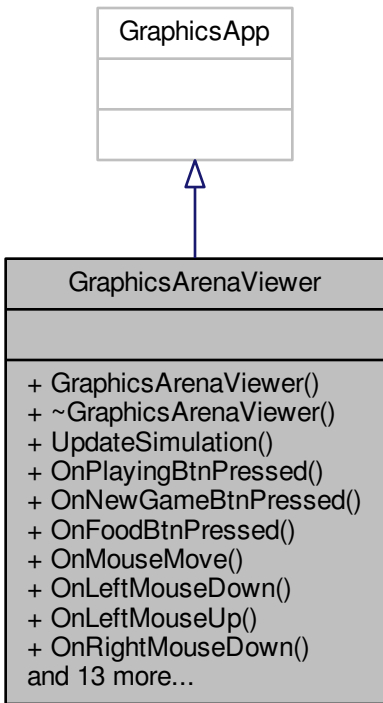 GraphicsApp
GraphicsArenaViewer
+ GraphicsArenaViewer()
+ ~GraphicsArenaViewer()
+ UpdateSimulation()
+ OnPlayingBtnPressed()
+ OnNewGameBtnPressed()
+ OnFoodBtnPressed()
+ OnMouseMove()
+ OnLeftMouseDown()
+ OnLeftMouseUp()
+ OnRightMouseDown()
and 13 more...